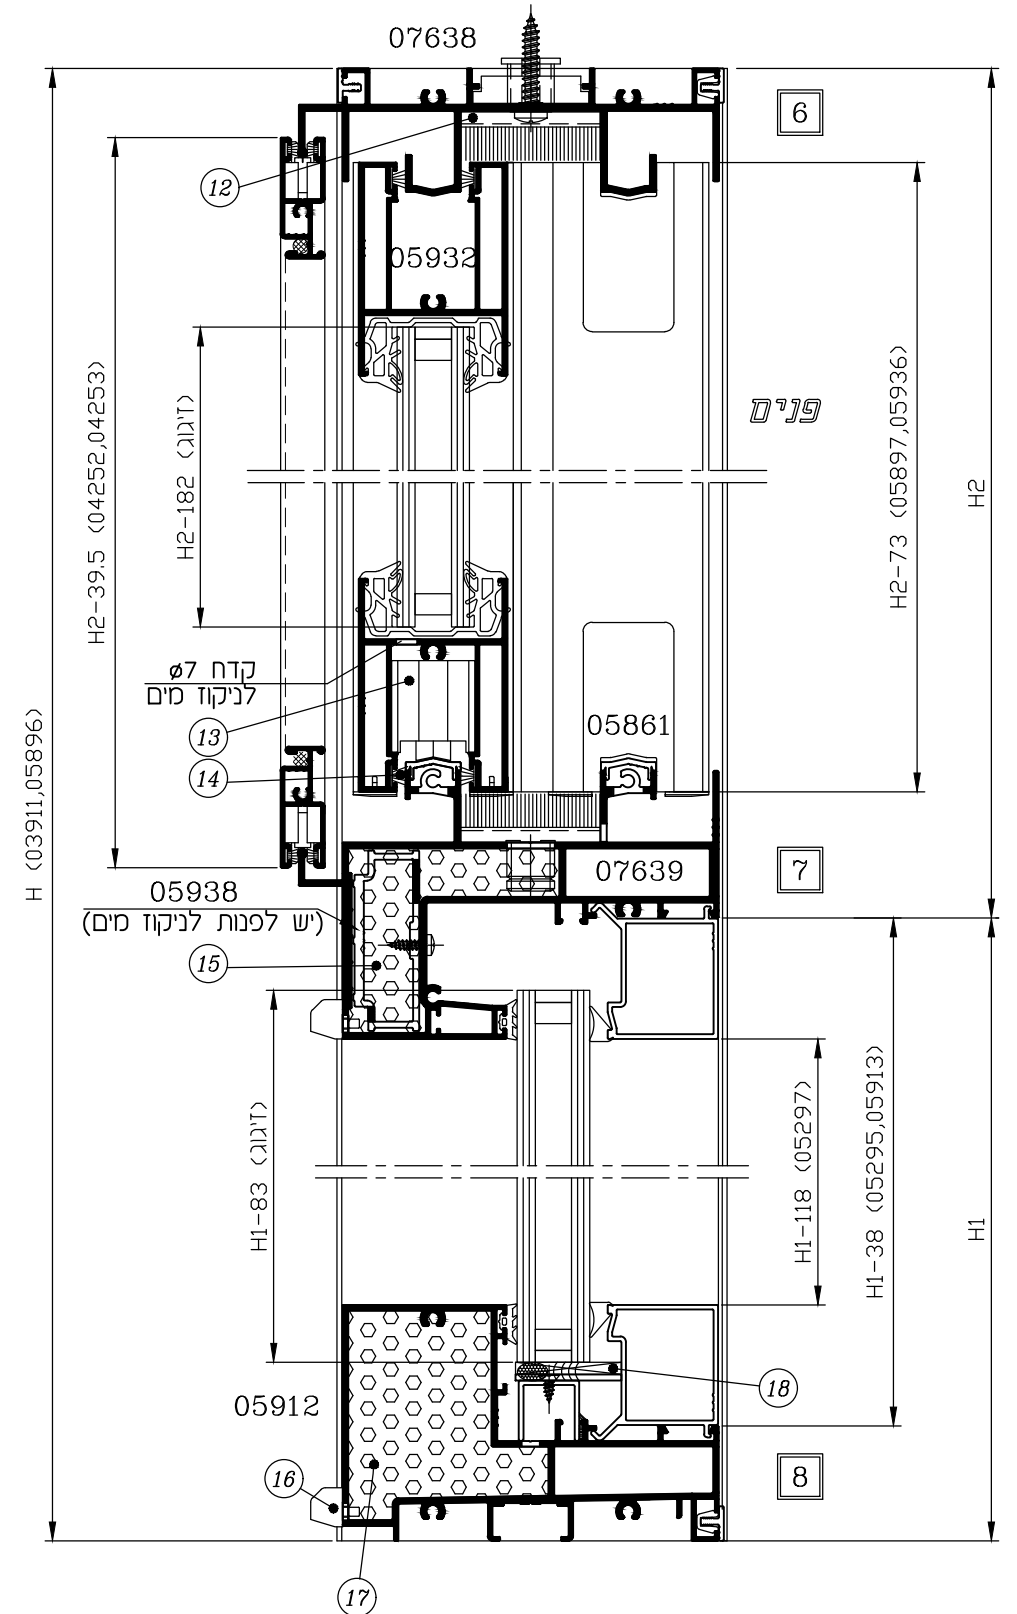 07638
6
12
05932
פנים
H2-39.5 (04252,04253)
H2-182 (זיגוג)
H2-73 (05897,05936)
H2
קדח ø7
לניקוז מים
13
14
05861
H (03911,05896)
05938
(יש לפנות לניקוז מים)
15
07639
7
H1-83 (זיגוג)
H1-118 (05297)
H1-38 (05295,05913)
H1
05912
18
16
8
17